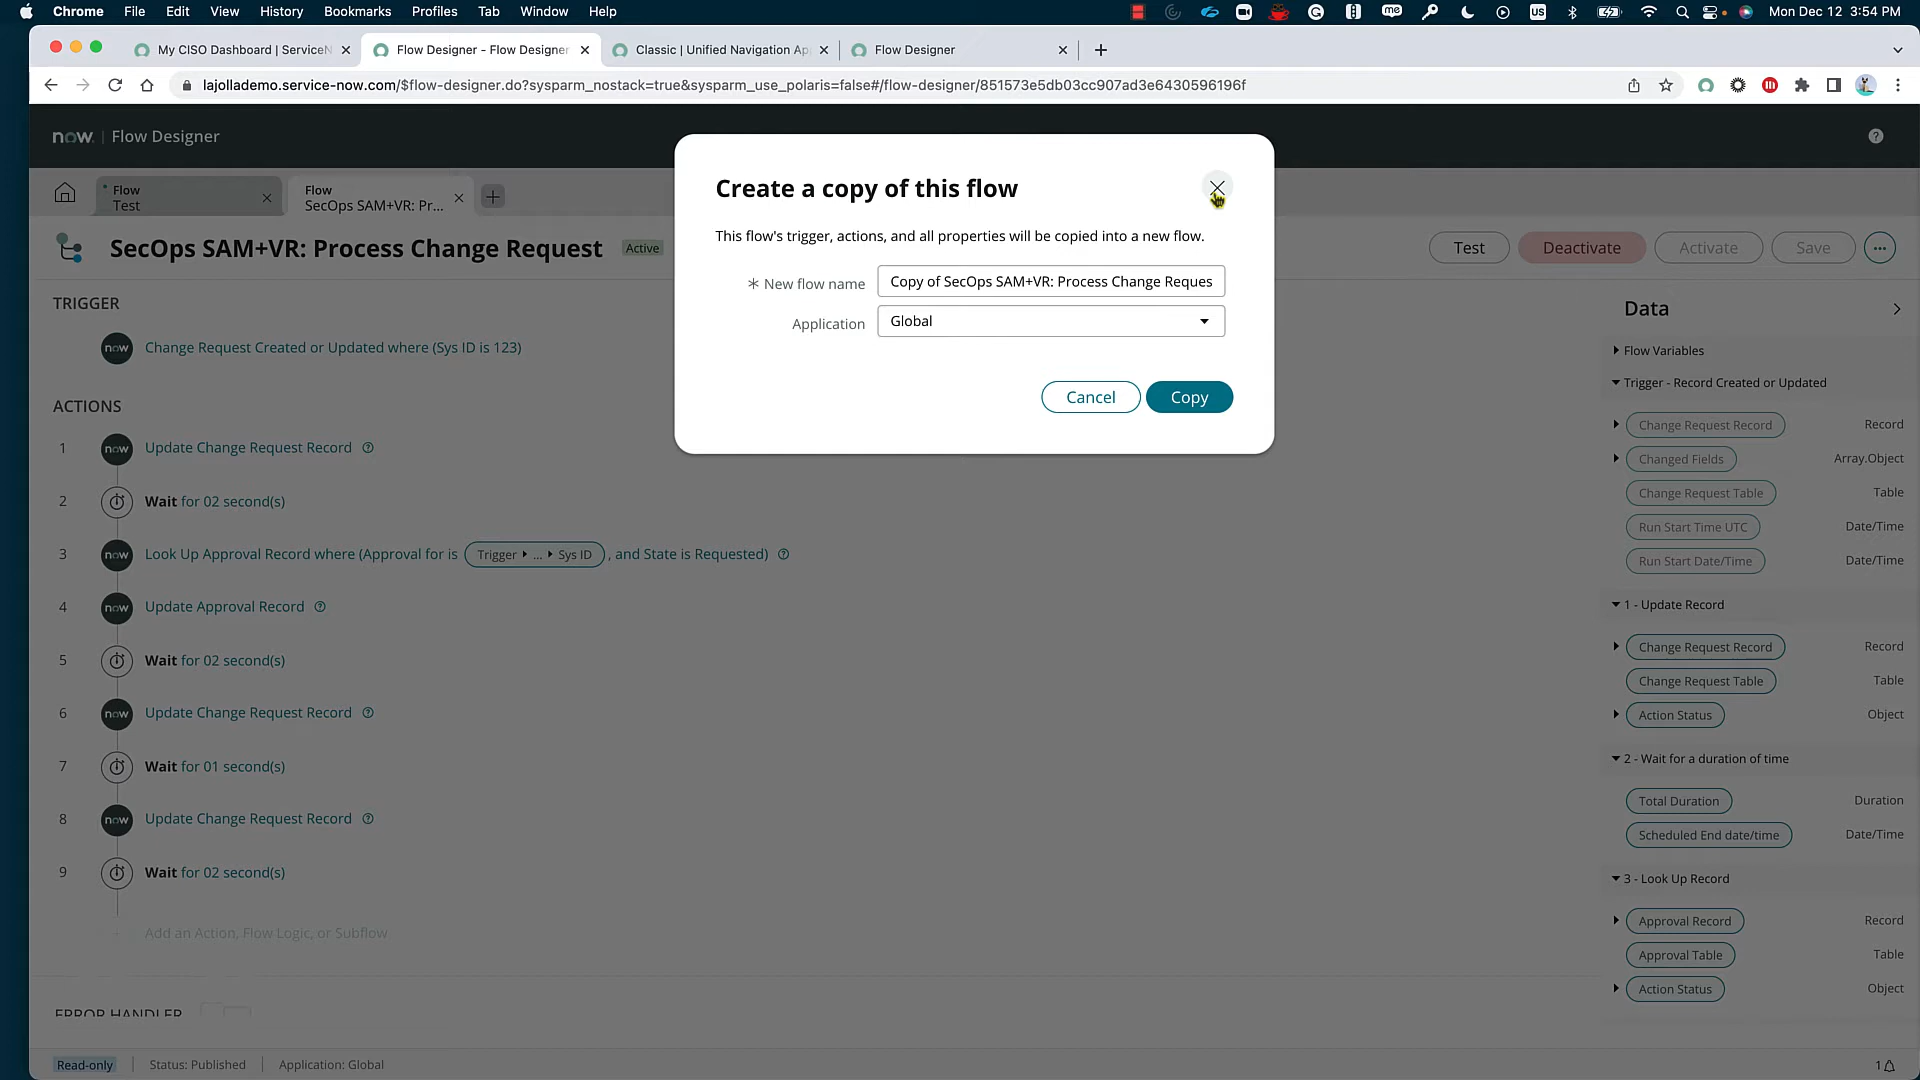 Chrome File Edit View History Bookmarks Profiles Tab Window Help me US Mon Dec 12 3:54 PM
My CISO Dashboard | ServiceN Flow Designer - Flow Designer Classic | Unified Navigation Ap Flow Designer
lajollademo.service-now.com/$flow-designer.do?sysparm_nostack=true&sysparm_use_polaris=false#/flow-designer/851573e5db03cc907ad3e6430596196f
now | Flow Designer
Flow
Test
Flow
SecOps SAM+VR: Pr...
SecOps SAM+VR: Process Change Request Active
Test Deactivate Activate Save ...
Create a copy of this flow
This flow's trigger, actions, and all properties will be copied into a new flow.
New flow name Copy of SecOps SAM+VR: Process Change Reques
Application Global
Cancel Copy
TRIGGER
now Change Request Created or Updated where (Sys ID is 123)
ACTIONS
1 now Update Change Request Record
2 Wait for 02 second(s)
3 now Look Up Approval Record where (Approval for is Trigger ... Sys ID , and State is Requested)
4 now Update Approval Record
5 Wait for 02 second(s)
6 now Update Change Request Record
7 Wait for 01 second(s)
8 now Update Change Request Record
9 Wait for 02 second(s)
Add an Action, Flow Logic, or Subflow
ERROR HANDLER
Data
Flow Variables
Trigger - Record Created or Updated
Change Request Record Record
Changed Fields Array.Object
Change Request Table Table
Run Start Time UTC Date/Time
Run Start Date/Time Date/Time
1 - Update Record
Change Request Record Record
Change Request Table Table
Action Status Object
2 - Wait for a duration of time
Total Duration Duration
Scheduled End date/time Date/Time
3 - Look Up Record
Approval Record Record
Approval Table Table
Action Status Object
Read-only Status: Published Application: Global 1